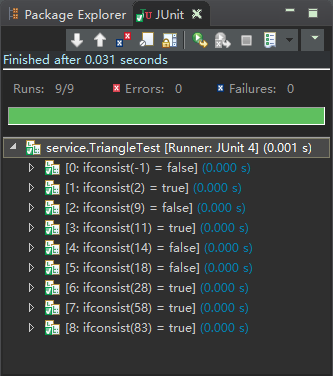 Package Explorer JUnit
Finished after 0.031 seconds
Runs: 9/9 Errors: 0 Failures: 0
service.TriangleTest [Runner: JUnit 4] (0.001 s)
[0: ifconsist(-1) = false] (0.000 s)
[1: ifconsist(2) = true] (0.000 s)
[2: ifconsist(9) = false] (0.000 s)
[3: ifconsist(11) = true] (0.000 s)
[4: ifconsist(14) = false] (0.000 s)
[5: ifconsist(18) = false] (0.000 s)
[6: ifconsist(28) = true] (0.000 s)
[7: ifconsist(58) = true] (0.000 s)
[8: ifconsist(83) = true] (0.000 s)